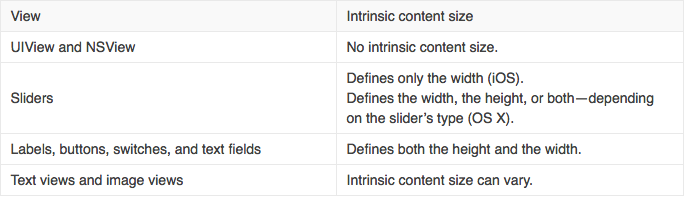 View
Intrinsic content size
UIView and NSView
No intrinsic content size.
Sliders
Defines only the width (iOS).
Defines the width, the height, or both—depending
on the slider’s type (OS X).
Labels, buttons, switches, and text fields
Defines both the height and the width.
Text views and image views
Intrinsic content size can vary.